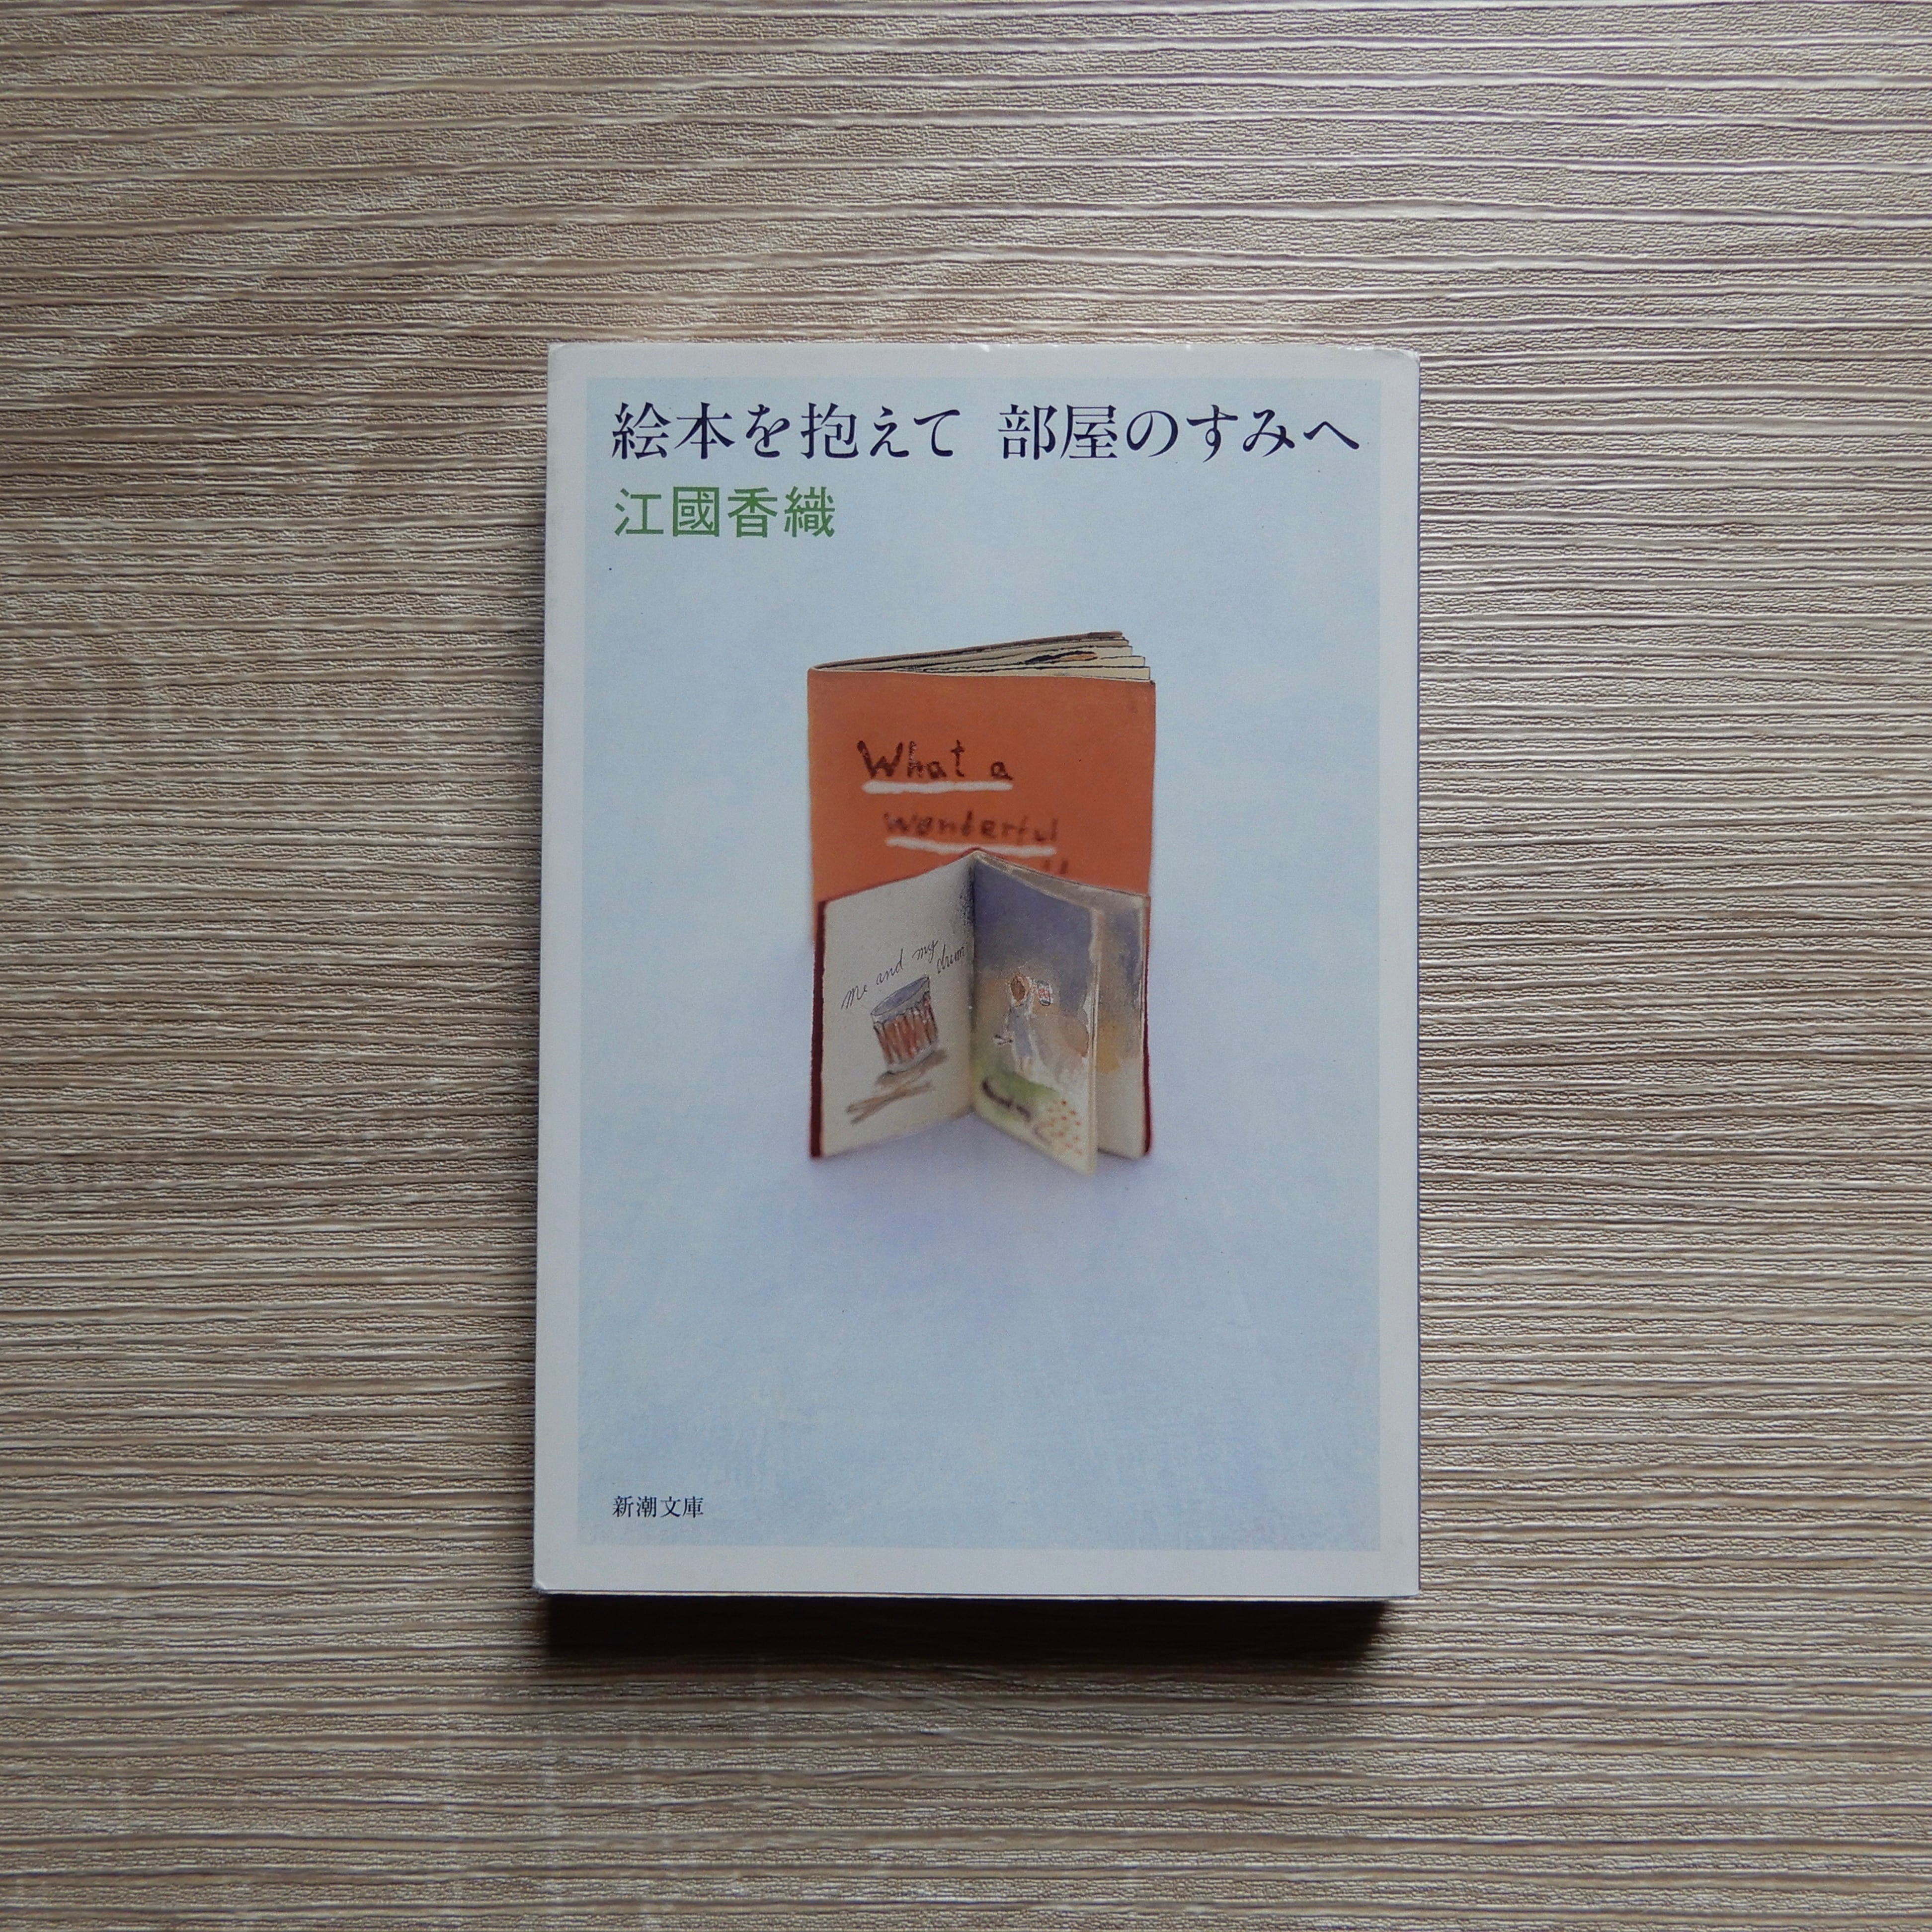 絵本を抱えて 部屋のすみへ
江國香織
What a
wonderful
me and my
drum
新潮文庫